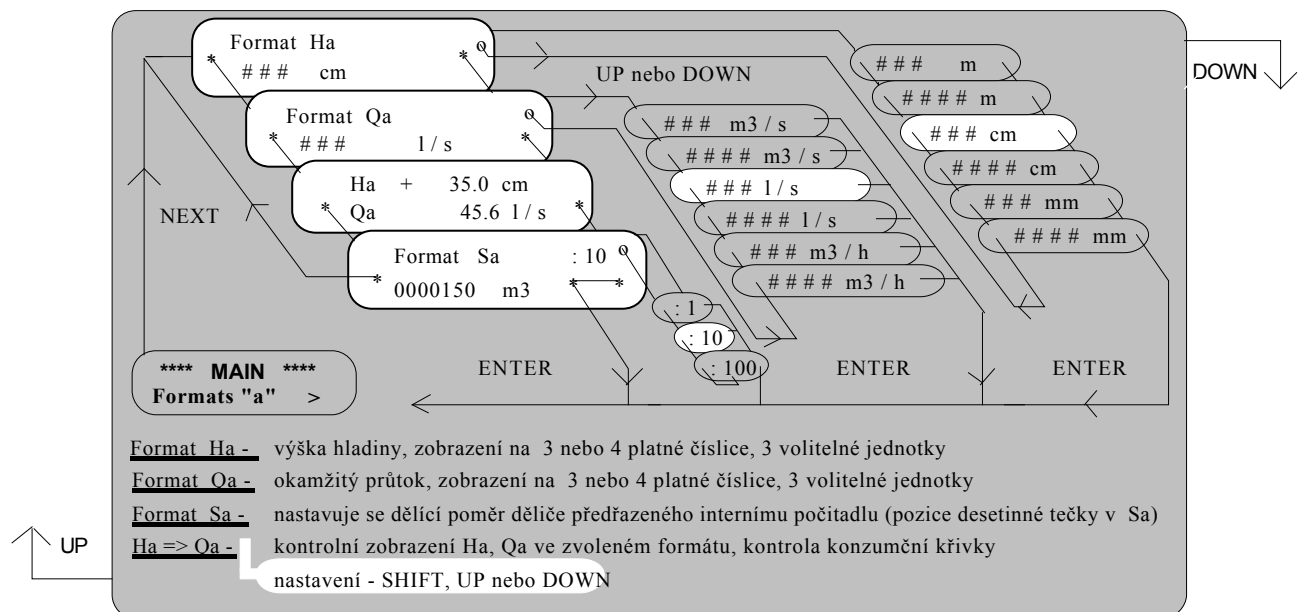 Format Ha
* o
* # # # cm
UP nebo DOWN
DOWN
Format Qa
* o
* # # # l / s
Ha + 35.0 cm
* Qa 45.6 l / s *
NEXT
Format Sa : 10 o
* 0000150 m3 * *
# # # m3 / s
# # # # m3 / s
# # # l / s
# # # # l / s
# # # m3 / h
# # # # m3 / h
# # # m
# # # # m
# # # cm
# # # # cm
# # # mm
# # # # mm
: 1
: 10
: 100
**** MAIN ****
Formats "a" >
ENTER
ENTER
ENTER
Format Ha - výška hladiny, zobrazení na 3 nebo 4 platné číslice, 3 volitelné jednotky
Format Qa - okamžitý průtok, zobrazení na 3 nebo 4 platné číslice, 3 volitelné jednotky
Format Sa - nastavuje se dělící poměr děliče předřazeného internímu počitadlu (pozice desetinné tečky v Sa)
UP
Ha => Qa - kontrolní zobrazení Ha, Qa ve zvoleném formátu, kontrola konzumční křivky
nastavení - SHIFT, UP nebo DOWN